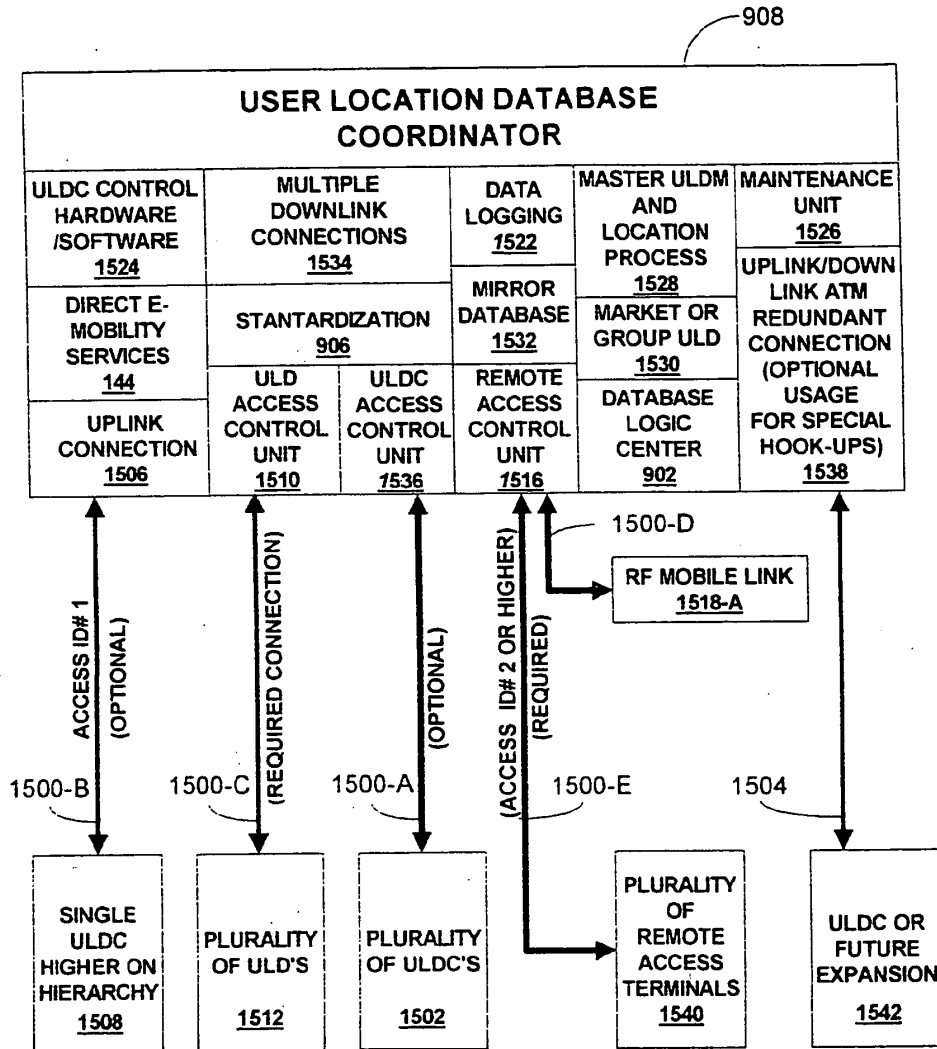 908
USER LOCATION DATABASE
COORDINATOR
ULDC CONTROL
HARDWARE
/SOFTWARE
1524
DIRECT E-
MOBILITY
SERVICES
144
UPLINK
CONNECTION
1506
MULTIPLE
DOWNLINK
CONNECTIONS
1534
STANTARDIZATION
906
ULD
ACCESS
CONTROL
UNIT
1510
ULDC
ACCESS
CONTROL
UNIT
1536
DATA
LOGGING
1522
MIRROR
DATABASE
1532
REMOTE
ACCESS
CONTROL
UNIT
1516
MASTER ULDM
AND
LOCATION
PROCESS
1528
MARKET OR
GROUP ULD
1530
DATABASE
LOGIC
CENTER
902
MAINTENANCE
UNIT
1526
UPLINK/DOWN
LINK ATM
REDUNDANT
CONNECTION
(OPTIONAL
USAGE
FOR SPECIAL
HOOK-UPS)
1538
ACCESS ID# 1
(OPTIONAL)
1500-B
(REQUIRED CONNECTION)
1500-C
(OPTIONAL)
1500-A
(ACCESS ID# 2 OR HIGHER)
(REQUIRED)
1500-E
1500-D
RF MOBILE LINK
1518-A
1504
SINGLE
ULDC
HIGHER ON
HIERARCHY
1508
PLURALITY
OF ULD'S
1512
PLURALITY
OF ULDC'S
1502
PLURALITY
OF
REMOTE
ACCESS
TERMINALS
1540
ULDC OR
FUTURE
EXPANSION
1542